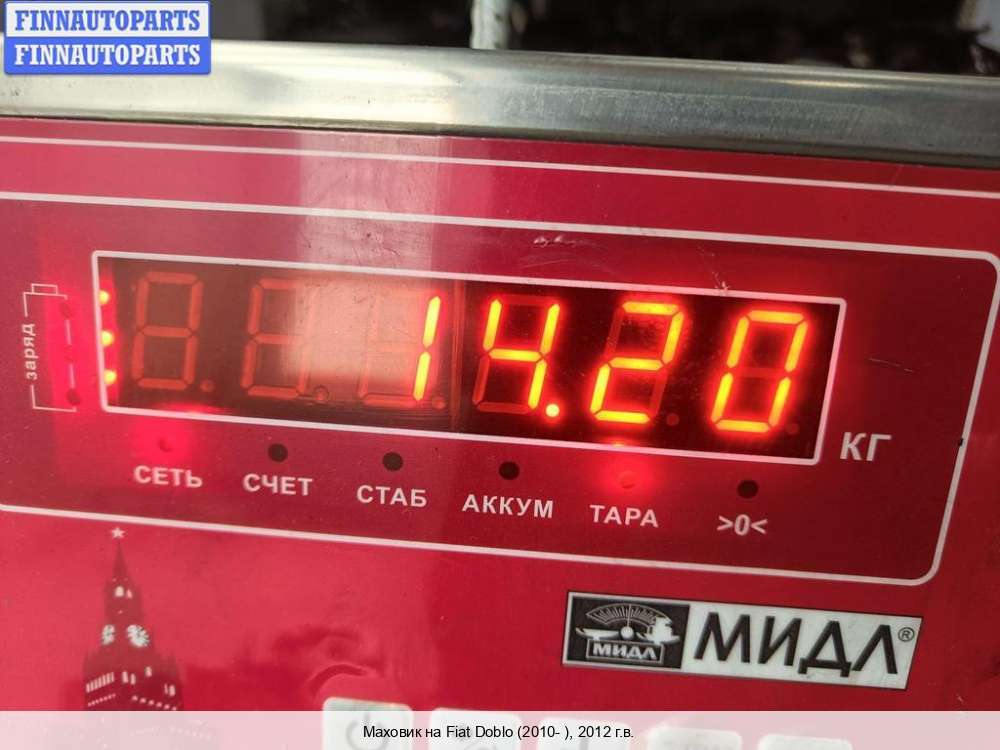 FINNAUTOPARTS
FINNAUTOPARTS
заряд
14.20
КГ
СЕТЬ СЧЕТ СТАБ АККУМ ТАРА >0<
МИДЛ МИДЛ®
Маховик на Fiat Doblo (2010- ), 2012 г.в.